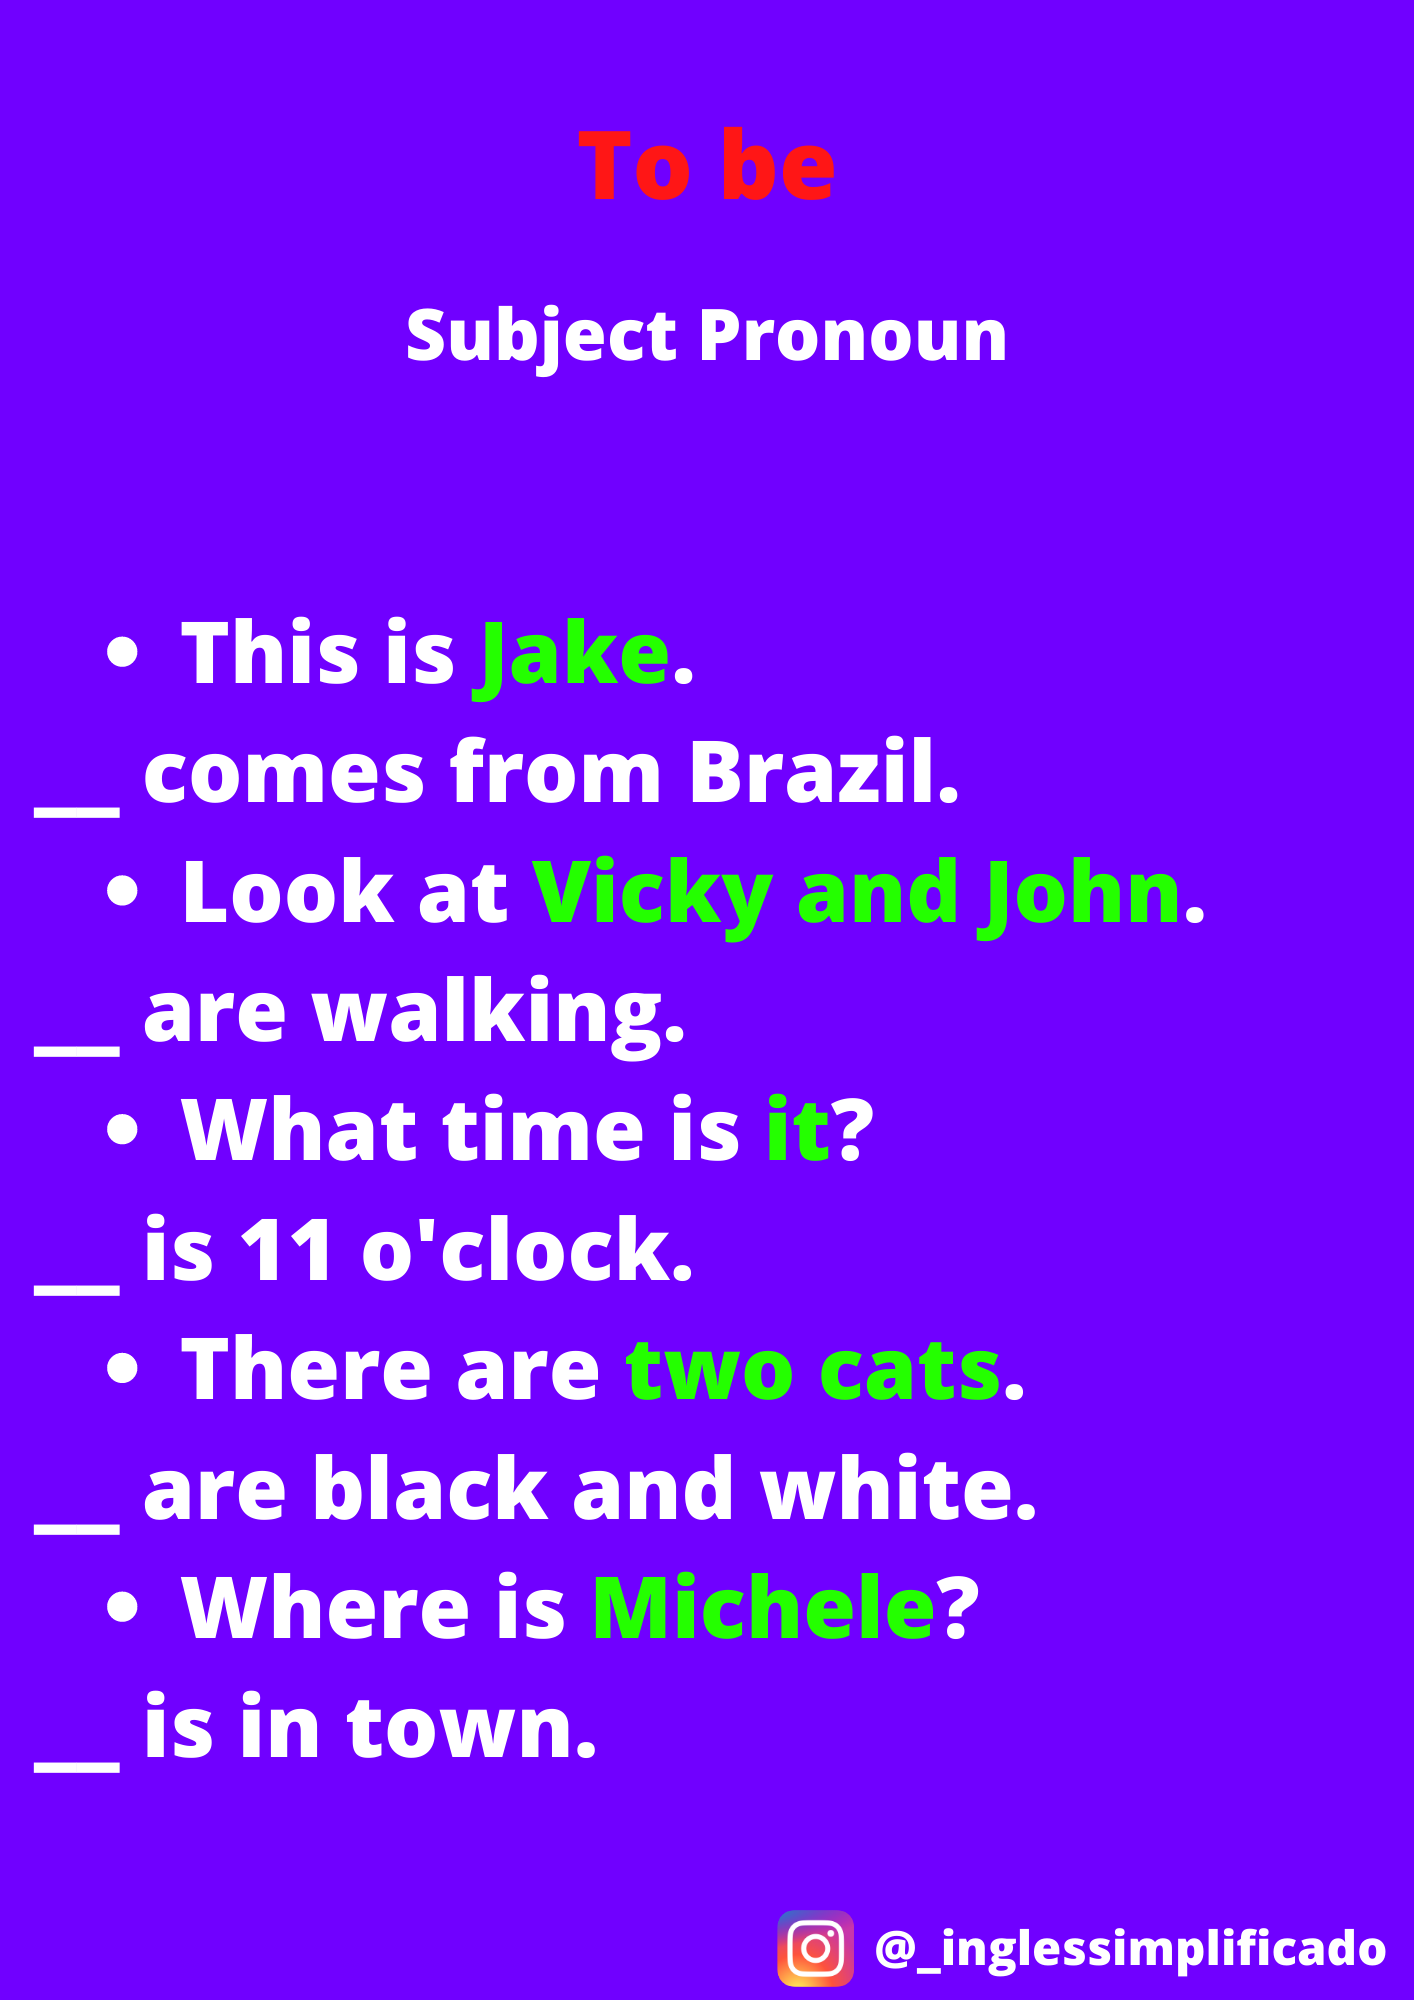 To be
Subject Pronoun
• This is Jake.
__ comes from Brazil.
• Look at Vicky and John.
__ are walking.
• What time is it?
__ is 11 o'clock.
• There are two cats.
__ are black and white.
• Where is Michele?
__ is in town.
@_inglessimplificado